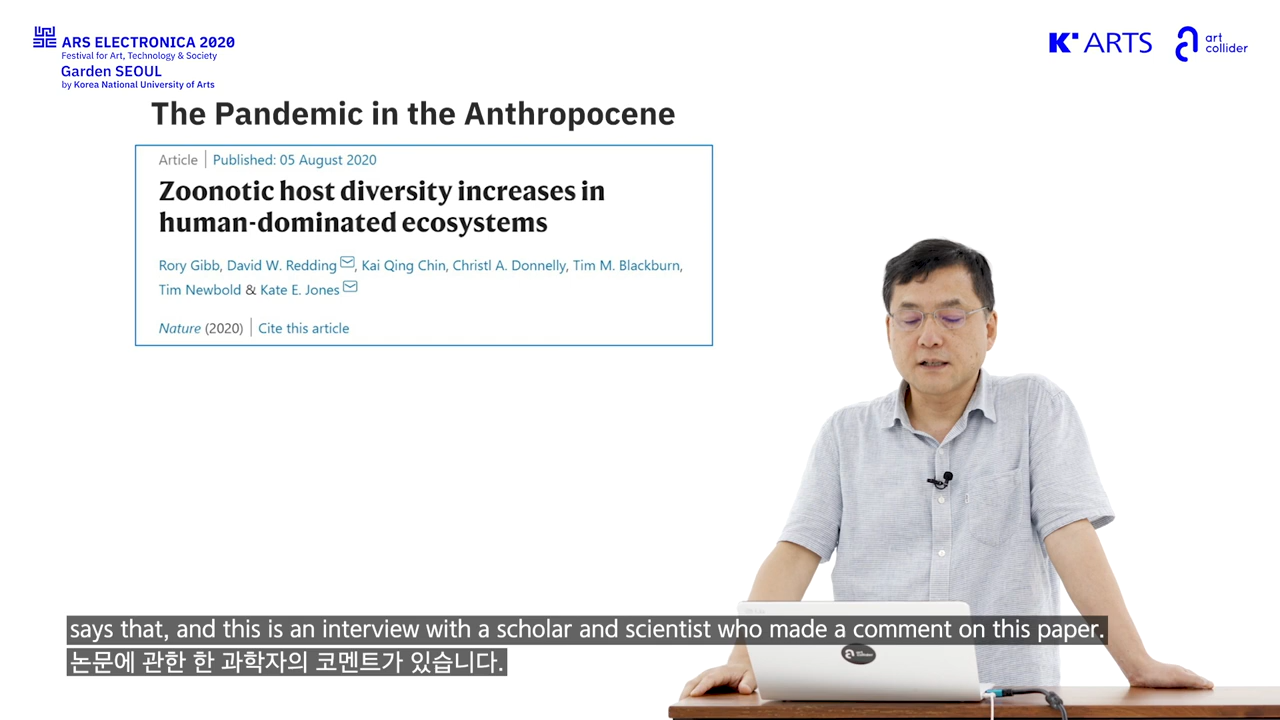 ARS ELECTRONICA 2020
Festival for Art, Technology & Society
Garden SEOUL
by Korea National University of Arts
K'ARTS
art
collider
The Pandemic in the Anthropocene
Article | Published: 05 August 2020
Zoonotic host diversity increases in
human-dominated ecosystems
Rory Gibb, David W. Redding, Kai Qing Chin, Christl A. Donnelly, Tim M. Blackburn,
Tim Newbold & Kate E. Jones
Nature (2020) | Cite this article
says that, and this is an interview with a scholar and scientist who made a comment on this paper.
논문에 관한 한 과학자의 코멘트가 있습니다.